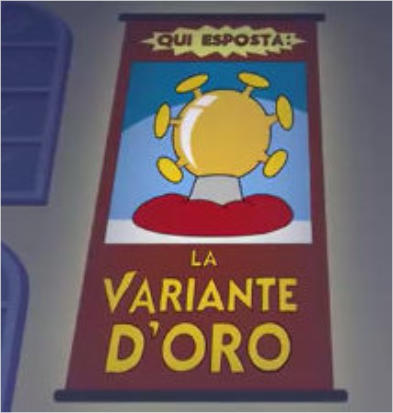 QUI ESPOSTA:
LA
VARIANTE
D'ORO